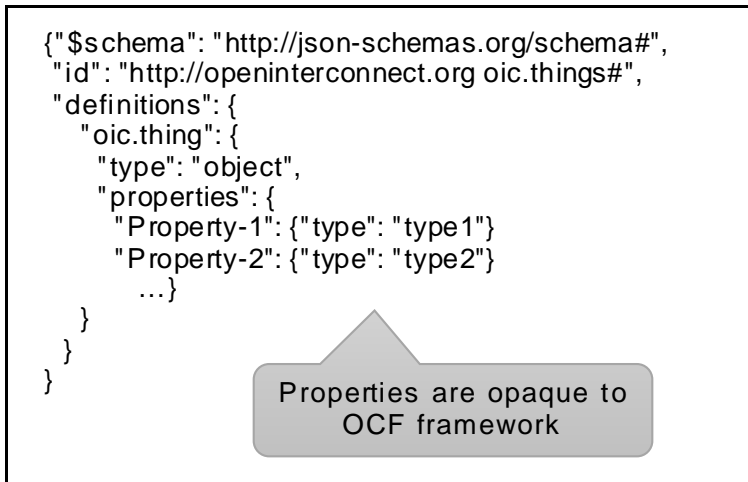 {"$schema": "http://json-schemas.org/schema#",
"id": "http://openinterconnect.org oic.things#",
"definitions": {
"oic.thing": {
"type": "object",
"properties": {
"Property-1": {"type": "type1"}
"Property-2": {"type": "type2"}
…}
}
}
}
Properties are opaque to
OCF framework